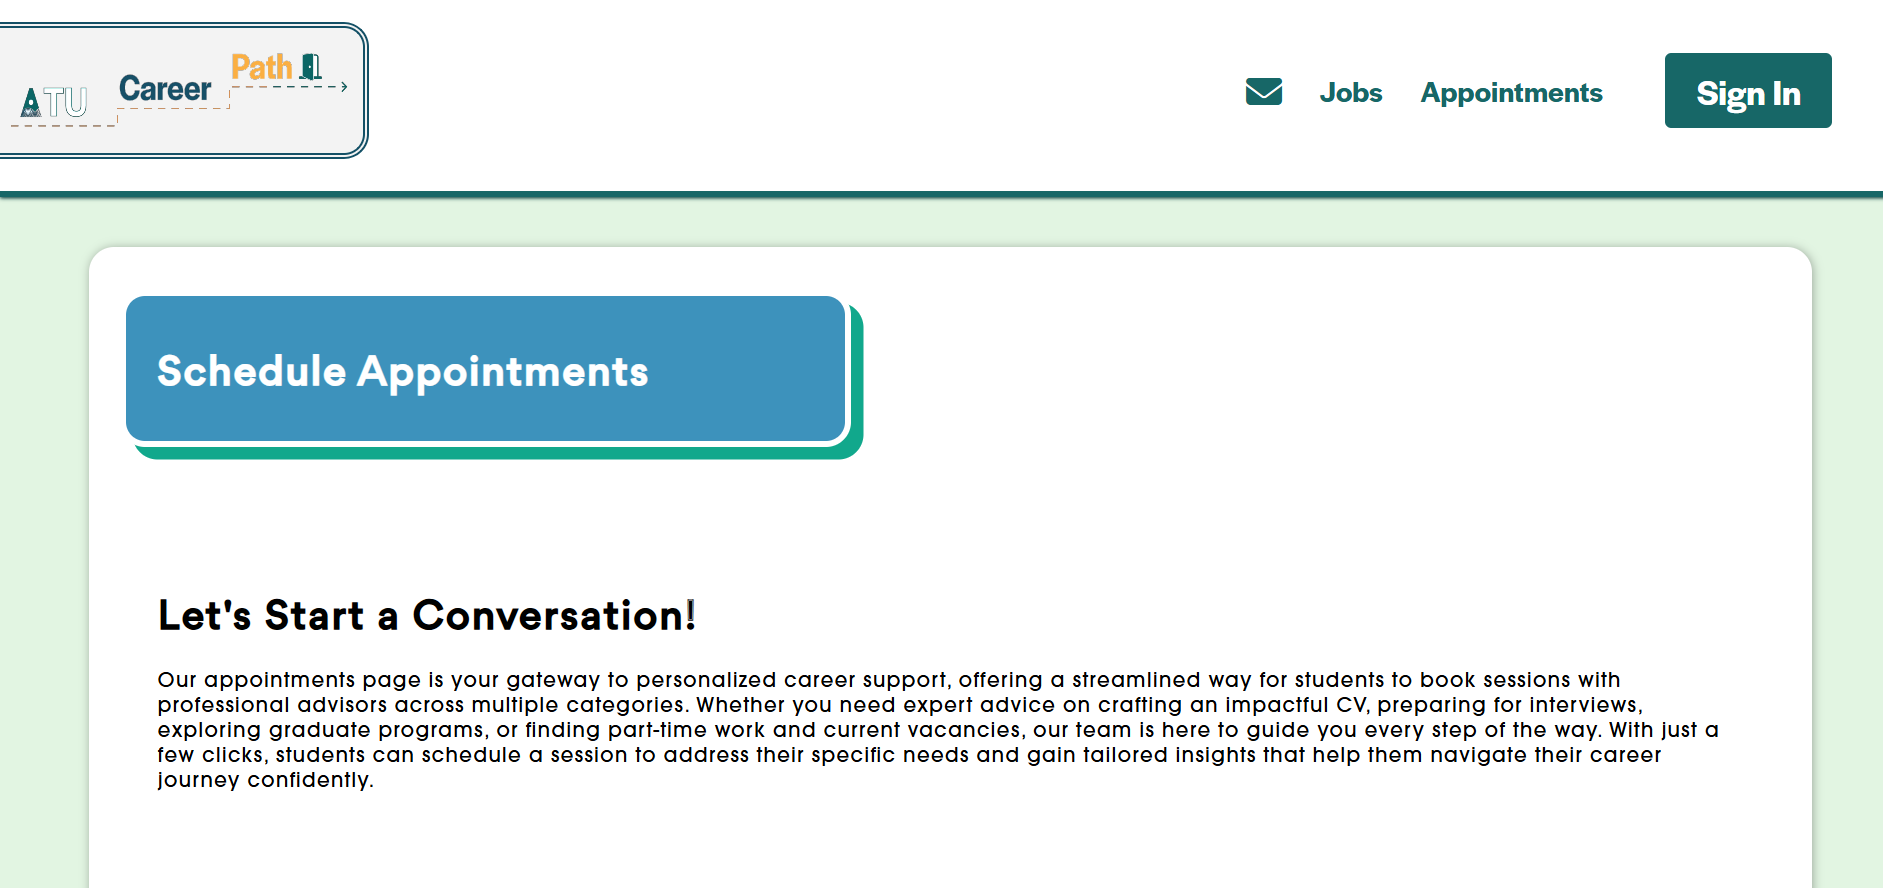 ATU Career Path
Jobs Appointments Sign In
Schedule Appointments
Let's Start a Conversation!
Our appointments page is your gateway to personalized career support, offering a streamlined way for students to book sessions with
professional advisors across multiple categories. Whether you need expert advice on crafting an impactful CV, preparing for interviews,
exploring graduate programs, or finding part-time work and current vacancies, our team is here to guide you every step of the way. With just a
few clicks, students can schedule a session to address their specific needs and gain tailored insights that help them navigate their career
journey confidently.